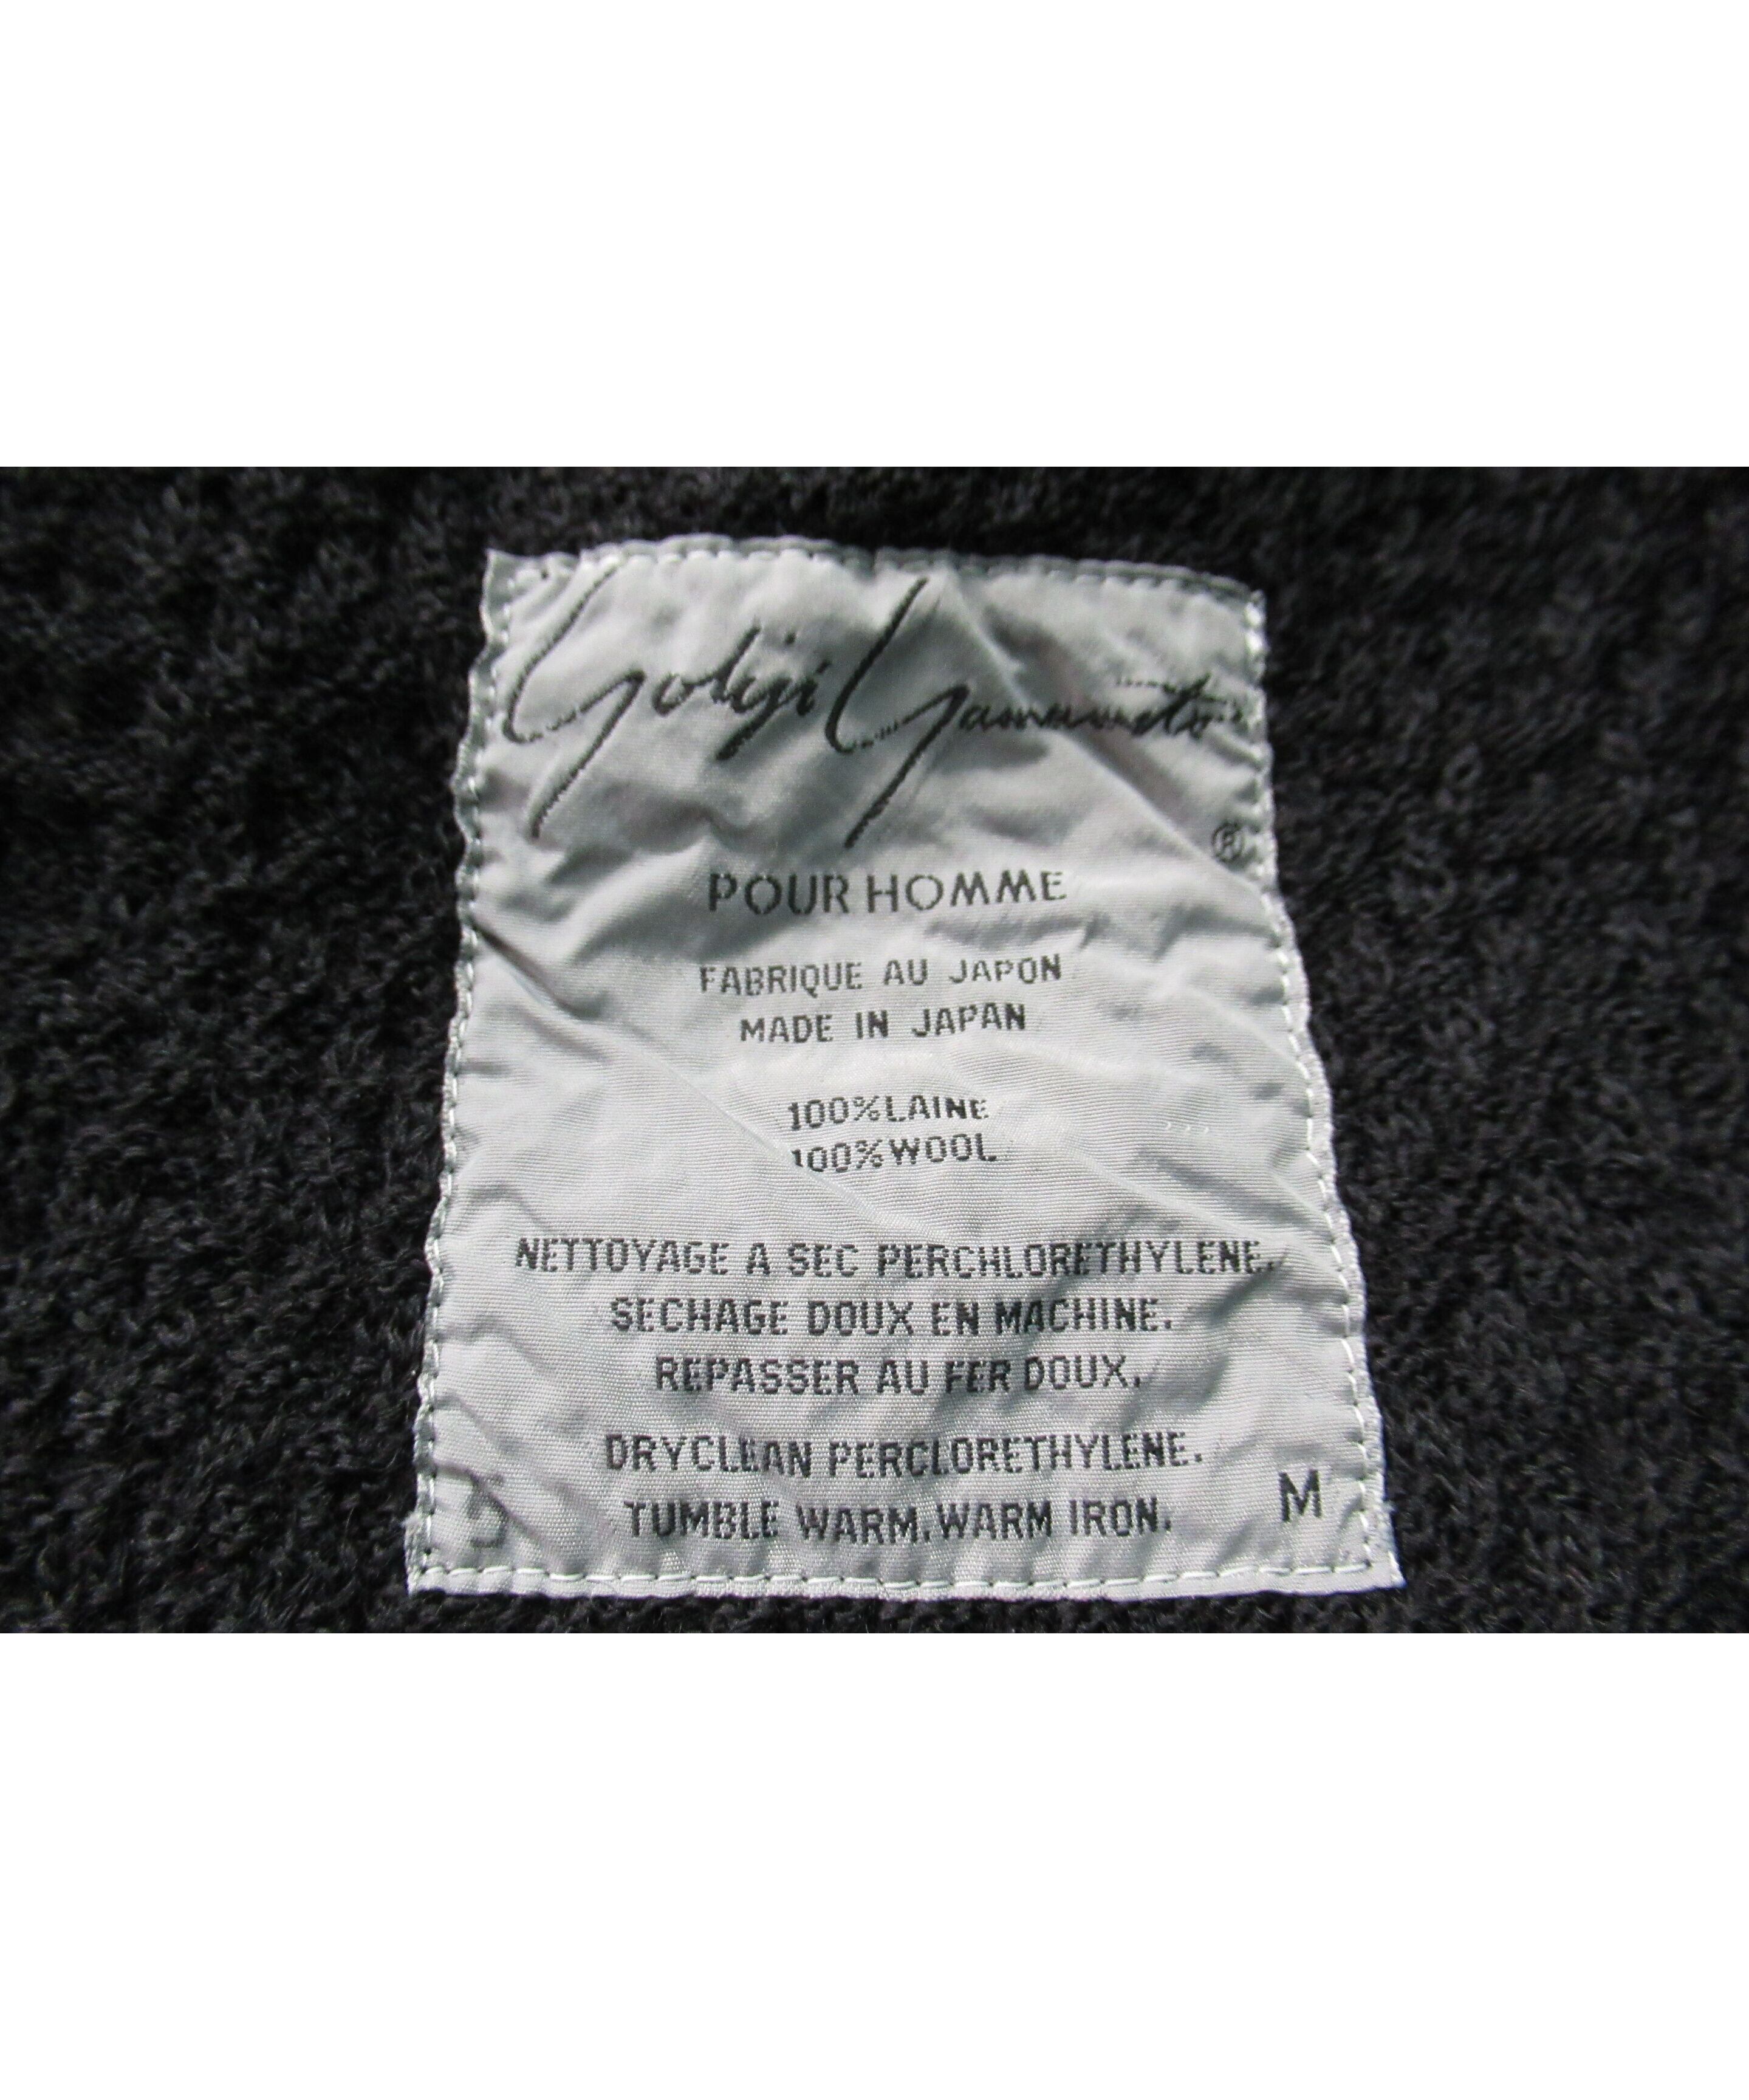 Yohji Yamamoto
®
POUR HOMME
FABRIQUE AU JAPON
MADE IN JAPAN
100%LAINE
100%WOOL
NETTOYAGE A SEC PERCHLORETHYLENE.
SECHAGE DOUX EN MACHINE.
REPASSER AU FER DOUX.
DRYCLEAN PERCLORETHYLENE.
TUMBLE WARM.WARM IRON.
M